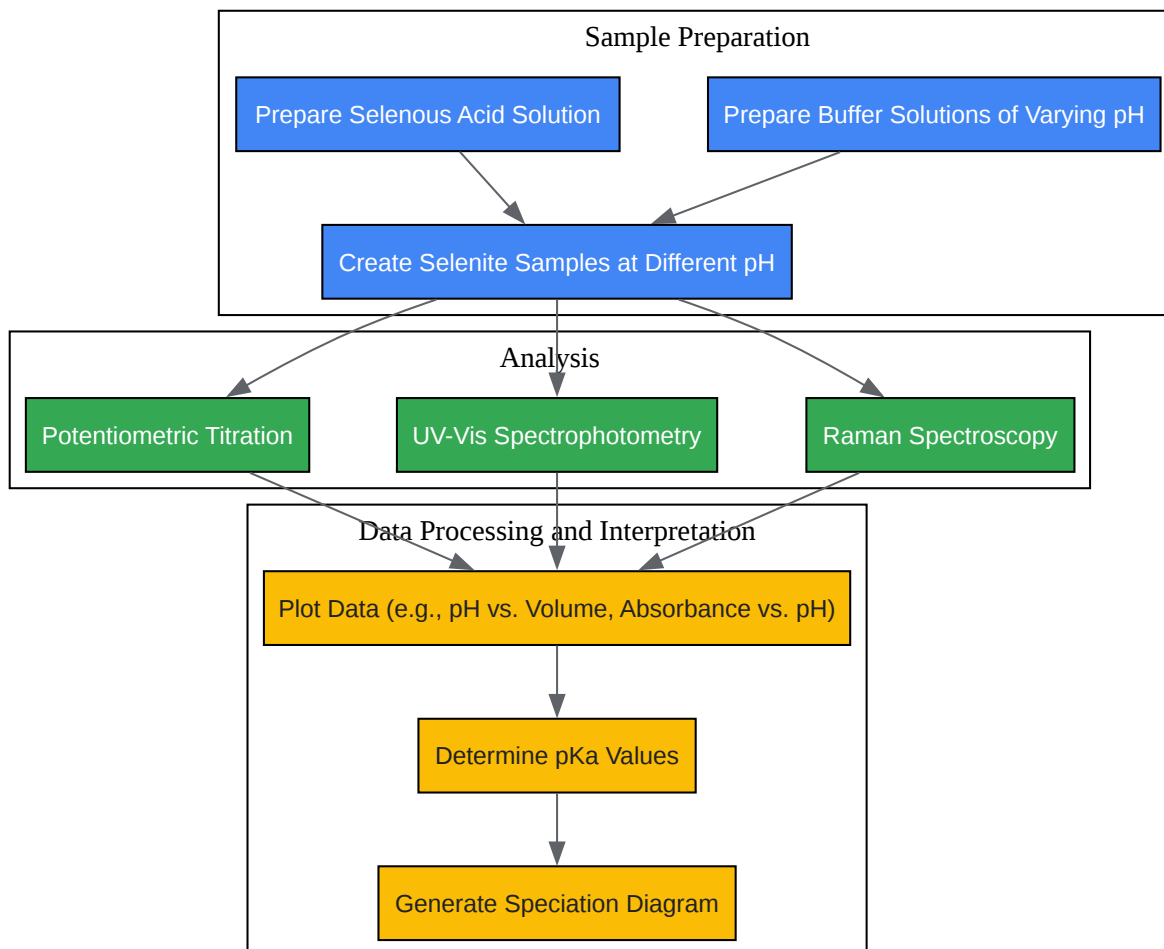 Sample Preparation
Prepare Selenous Acid Solution
Prepare Buffer Solutions of Varying pH
Create Selenite Samples at Different pH
Analysis
Potentiometric Titration
UV-Vis Spectrophotometry
Raman Spectroscopy
Data Processing and Interpretation
Plot Data (e.g., pH vs. Volume, Absorbance vs. pH)
Determine pKa Values
Generate Speciation Diagram